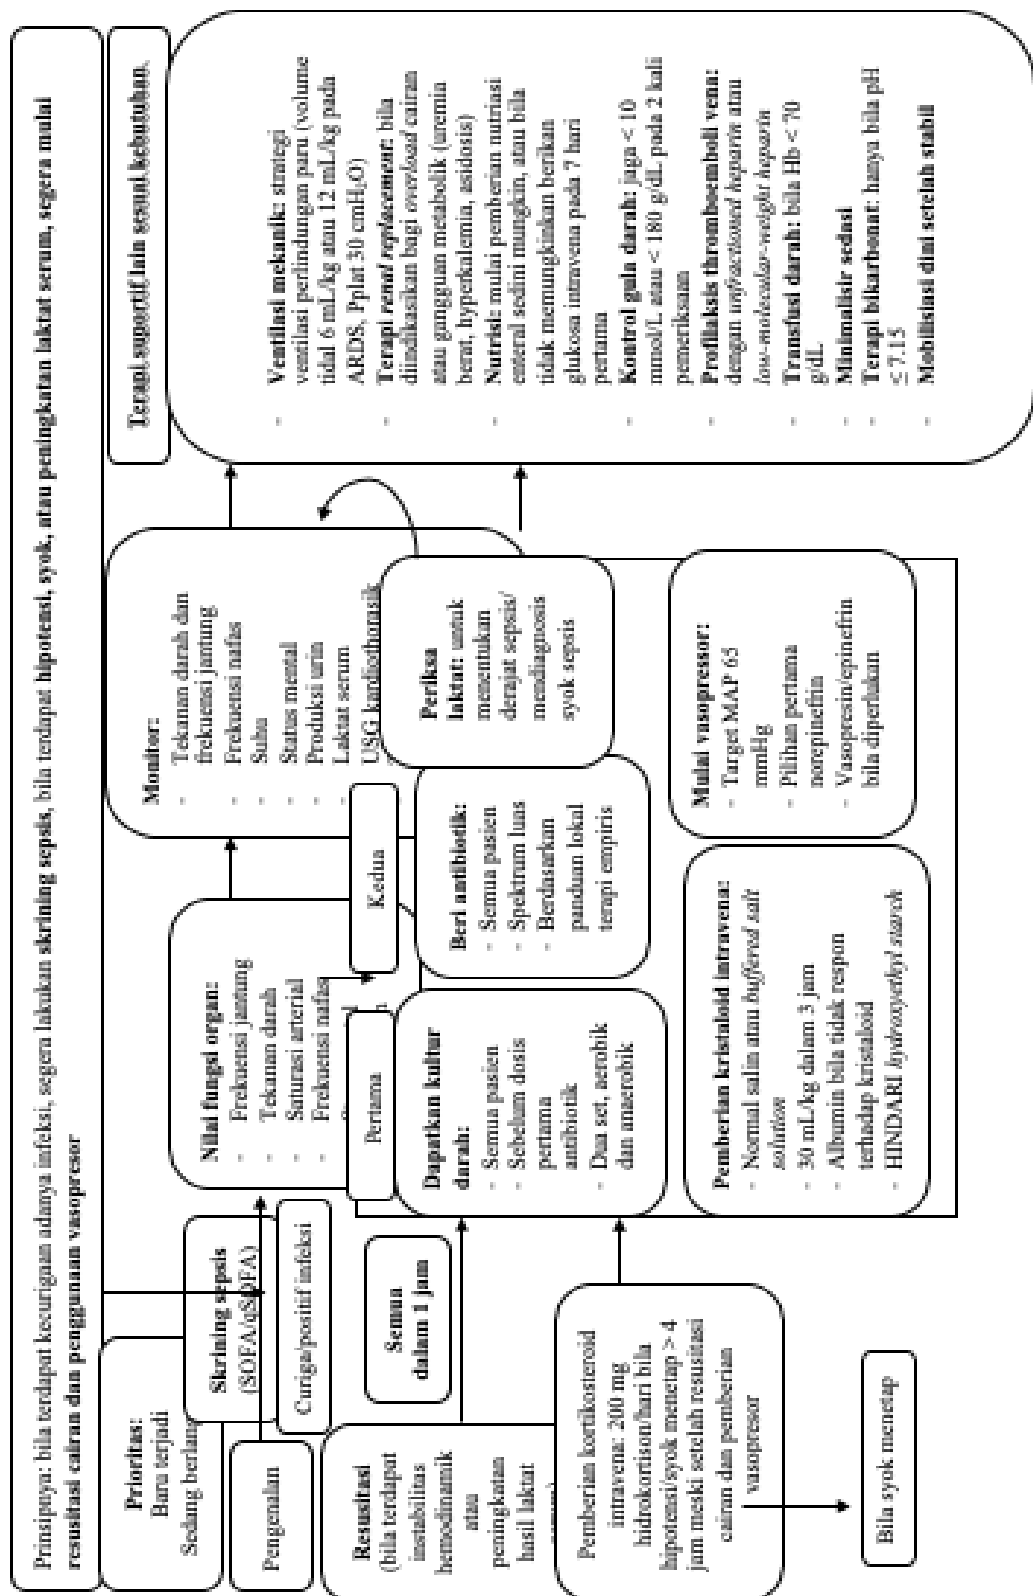 Prinsipnya: bila terdapat kecurignan adanya infeksi, segera lakukan skrining sepsis, bila terdapat hipotensi, syok, atau peningkatan laktat serum, segera mulai
resusitasi cairan dan penggunaan vasopresor
Prioritas:
Baru terjadi
Sedang berlang
Skrining sepsis
(SOFA/qSOFA)
Pengenalan
Curiga/positif infeksi
Nilai fungsi organ:
- Frekuensi jantung
- Tekanan darah
- Saturasi arterial
- Frekuensi nafas
Monitor:
- Tekanan darah dan
frekuensi jantung
- Frekuensi nafas
- Suhu
- Status mental
- Produksi urin
- Laktat serum
USG kardiothorasik
Terapi suportif lain sesuai kebutuhan
- Ventilasi mekanik: strategi
ventilasi perlindungan paru (volume
tidal 6 mL/kg atau 12 mL/kg pada
ARDS, Pplat 30 cmH₂O)
- Terapi renal replacement: bila
diindikasikan bagi overload cairan
atau gangguan metabolik (uremia
berat, hyperkalemia, asidosis)
- Nutrisi: mulai pemberian nutriasi
enteral sedini mungkin, atau bila
tidak memungkinkan berikan
glukosa intravena pada 7 hari
pertama
- Kontrol gula darah: jaga < 10
mmol/L atau < 180 g/dL pada 2 kali
pemeriksam
- Profilaksis thromboemboli vena:
dengan unfractioned heparin atau
low-molecular-weight heparin
- Transfusi darah: bila Hb < 70
g/dL
- Minimalisir sedasi
- Terapi bikarbonat: hanya bila pH
≤ 7.15
- Mobilisiasi dini setelah stabil
Resusitasi
(bila terdapat
instabilitas
hemodinamik
atau
peningkatan
hasil laktat
Semua
dalam 1 jam
Pertama
Kedua
Dapatkan kultur
darah:
- Semua pasien
- Sebelum dosis
pertama
antibiotik
- Dua set, aerobik
dan anaerobik
Beri antibiotik:
- Semua pasien
- Spektrum luas
- Berdasarkan
panduan lokal
terapi empiris
Periksa
laktat: untuk
menentukan
derajat sepsis/
mendiagnosis
syok sepsis
Pemberian kortikosteroid
intravena: 200 mg
hidrokortison/hari bila
hipotensi/syok menetap > 4
jam meski setelah resusitasi
cairan dan pemberian
vasopresor
Pemberian kristaloid intravena:
- Normal salin atau buffered salt
solution
- 30 mL/kg dalam 3 jam
- Albumin bila tidak respon
terhadap kristaloid
- HINDARI hydroxyethyl starch
Mulai vasopressor:
- Target MAP 65
mmHg
- Pilihan pertama
norepinefrin
- Vasopresin/epinefrin
bila diperlukan
Bila syok menetap